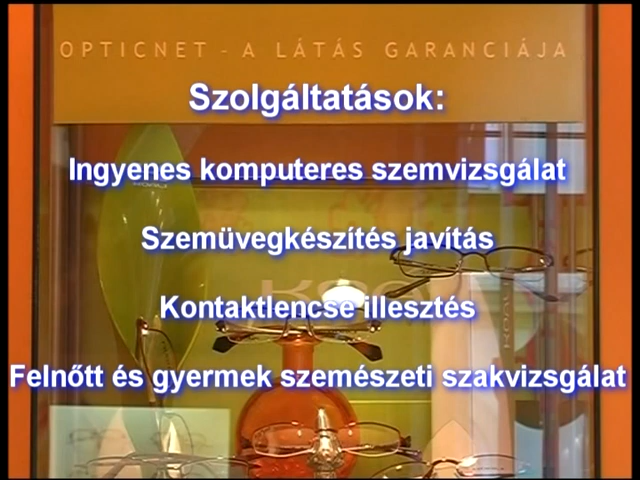 OPTICNET - A LÁTÁS GARANCIÁJA
Szolgáltatások:
Ingyenes komputeres szemvizsgálat
Szemüvegkészítés javítás
Kontaktlencse illesztés
Felnőtt és gyermek szemészeti szakvizsgálat